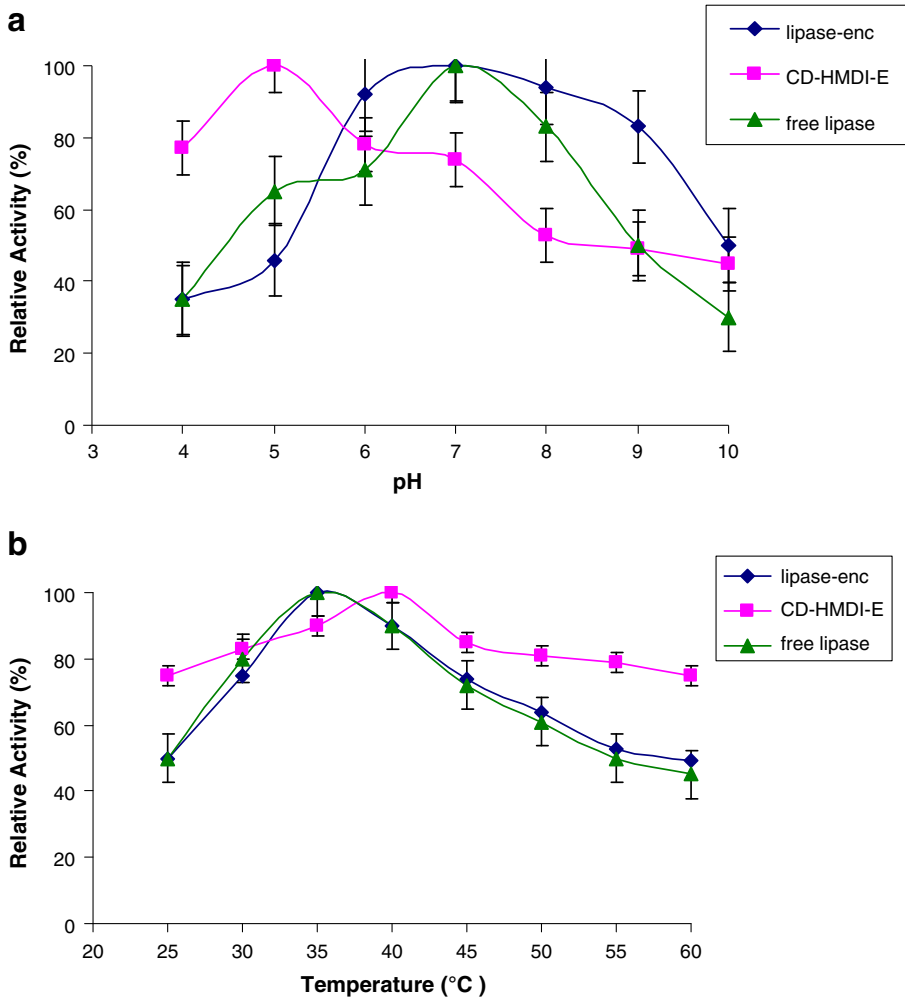 a
lipase-enc
CD-HMDI-E
free lipase
100
80
60
40
20
0
Relative Activity (%)
3 4 5 6 7 8 9 10
pH
b
lipase-enc
CD-HMDI-E
free lipase
100
80
60
40
20
0
Relative Activity (%)
20 25 30 35 40 45 50 55 60
Temperature (°C )